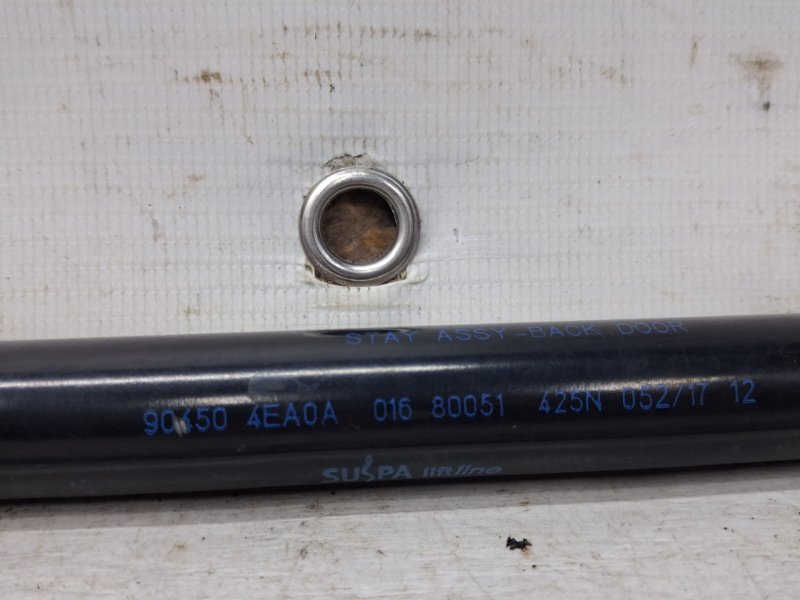 STAY ASSY-BACK DOOR
90450 4EA0A 016 80051 425N 052/17 12
SUSPA liftline